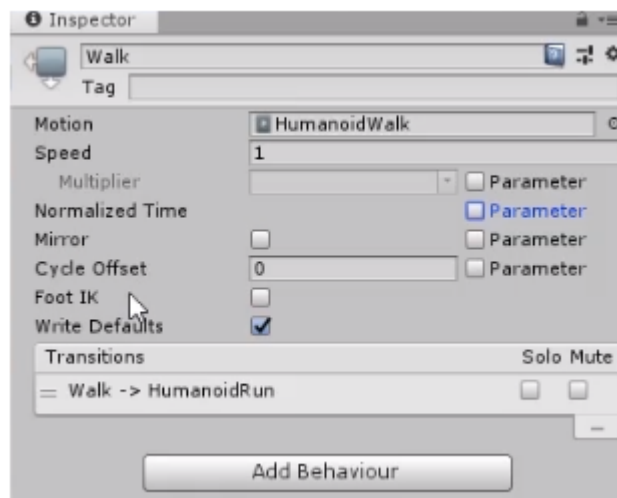 Inspector
Walk
Tag
Motion HumanoidWalk
Speed 1
Multiplier Parameter
Normalized Time Parameter
Mirror Parameter
Cycle Offset 0 Parameter
Foot IK
Write Defaults
Transitions Solo Mute
Walk -> HumanoidRun
Add Behaviour